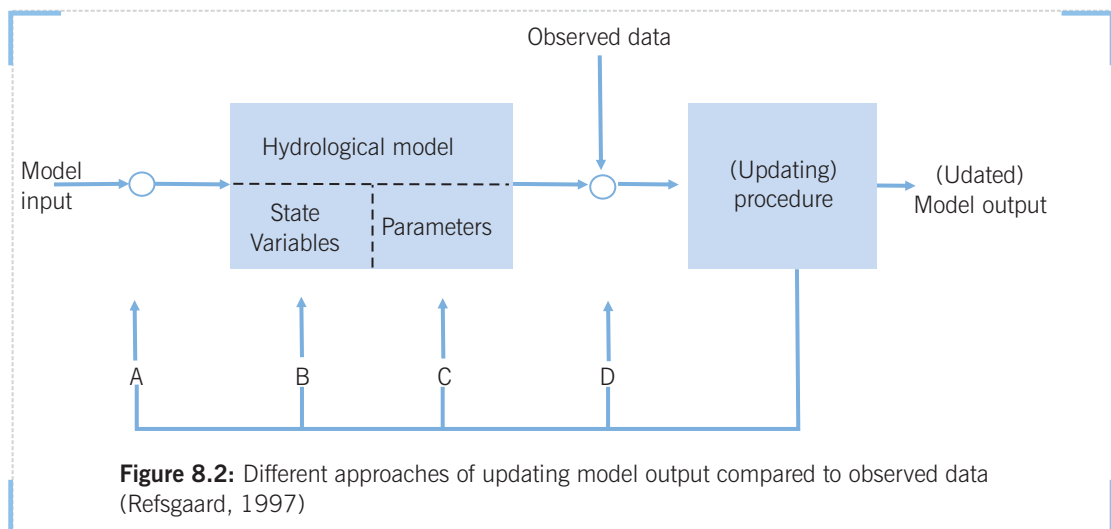 Observed data
Hydrological model
Model
input
State
Variables
Parameters
(Updating)
procedure
(Udated)
Model output
A
B
C
D
Figure 8.2: Different approaches of updating model output compared to observed data
(Refsgaard, 1997)